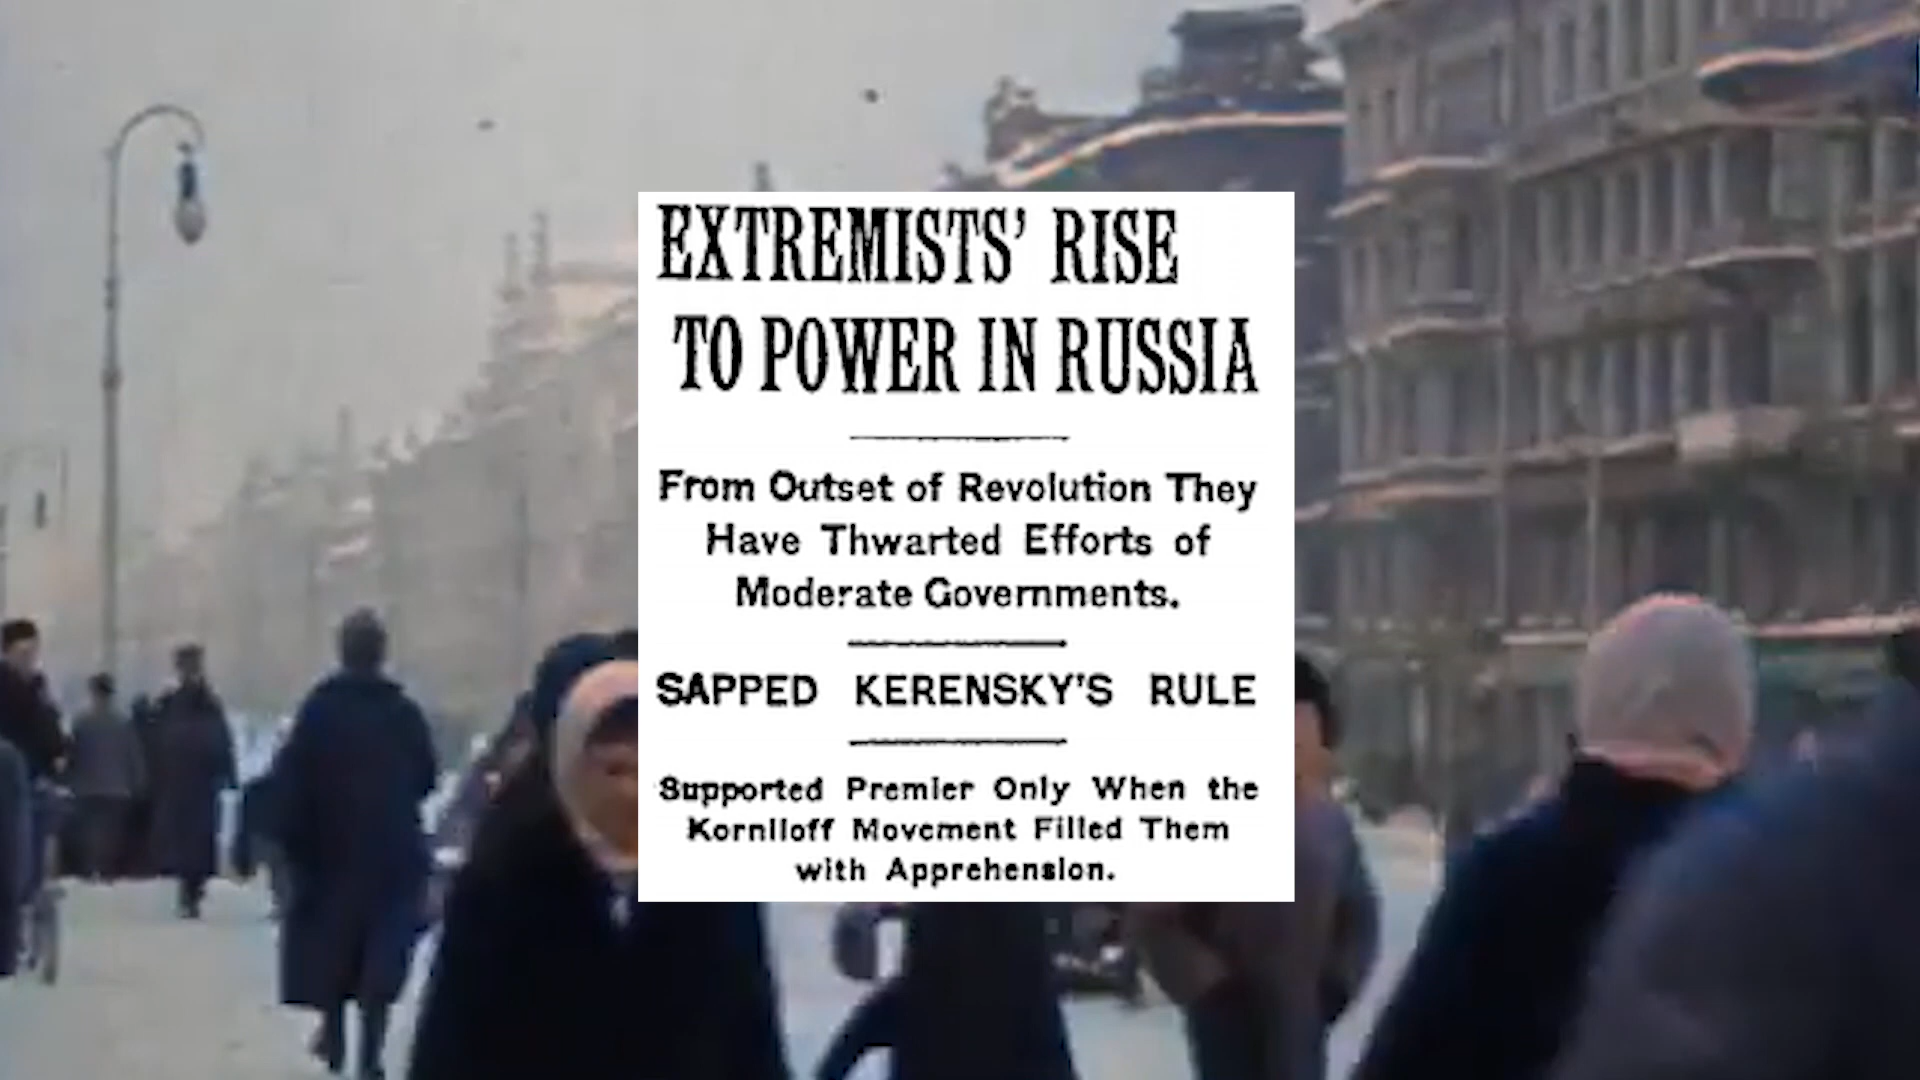 EXTREMISTS' RISE
TO POWER IN RUSSIA
From Outset of Revolution They
Have Thwarted Efforts of
Moderate Governments.
SAPPED KERENSKY'S RULE
Supported Premier Only When the
Korniloff Movement Filled Them
with Apprehension.